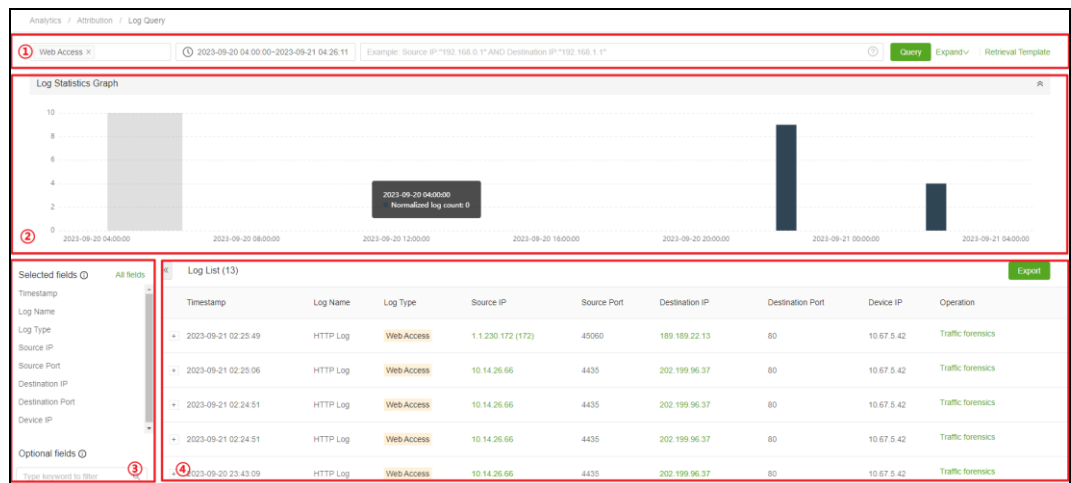 Analytics / Attribution / Log Query
① Web Access × 2023-09-20 04:00:00~2023-09-21 04:26:11 Example: Source IP:"192.168.0.1" AND Destination IP:"192.168.1.1" Query Expand Retrieval Template
Log Statistics Graph
10
8
6
4
2
0
2023-09-20 04:00:00
Normalized log count: 0
②
2023-09-20 04:00:00 2023-09-20 08:00:00 2023-09-20 12:00:00 2023-09-20 16:00:00 2023-09-20 20:00:00 2023-09-21 00:00:00 2023-09-21 04:00:00
Selected fields All fields
Timestamp
Log Name
Log Type
Source IP
Source Port
Destination IP
Destination Port
Device IP
Optional fields
Type keyword to filter
③
« Log List (13) Export
Timestamp Log Name Log Type Source IP Source Port Destination IP Destination Port Device IP Operation
+ 2023-09-21 02:25:49 HTTP Log Web Access 1.1.230.172 (172) 45060 189.189.22.13 80 10.67.5.42 Traffic forensics
+ 2023-09-21 02:25:06 HTTP Log Web Access 10.14.26.66 4435 202.199.96.37 80 10.67.5.42 Traffic forensics
+ 2023-09-21 02:24:51 HTTP Log Web Access 10.14.26.66 4435 202.199.96.37 80 10.67.5.42 Traffic forensics
+ 2023-09-21 02:24:51 HTTP Log Web Access 10.14.26.66 4435 202.199.96.37 80 10.67.5.42 Traffic forensics
④ + 2023-09-20 23:43:09 HTTP Log Web Access 10.14.26.66 4435 202.199.96.37 80 10.67.5.42 Traffic forensics